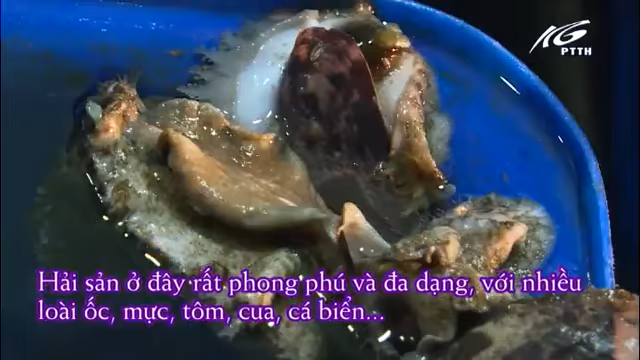 KG
PTTH
Hải sản ở đây rất phong phú và đa dạng, với nhiều
loài ốc, mực, tôm, cua, cá biển...